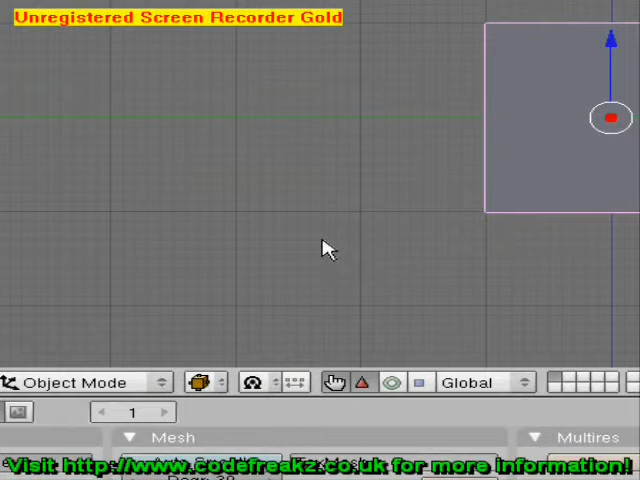 Unregistered Screen Recorder Gold
Object Mode
Global
1
Mesh
Multires
Visit http://www.codefreakz.co.uk for more information!